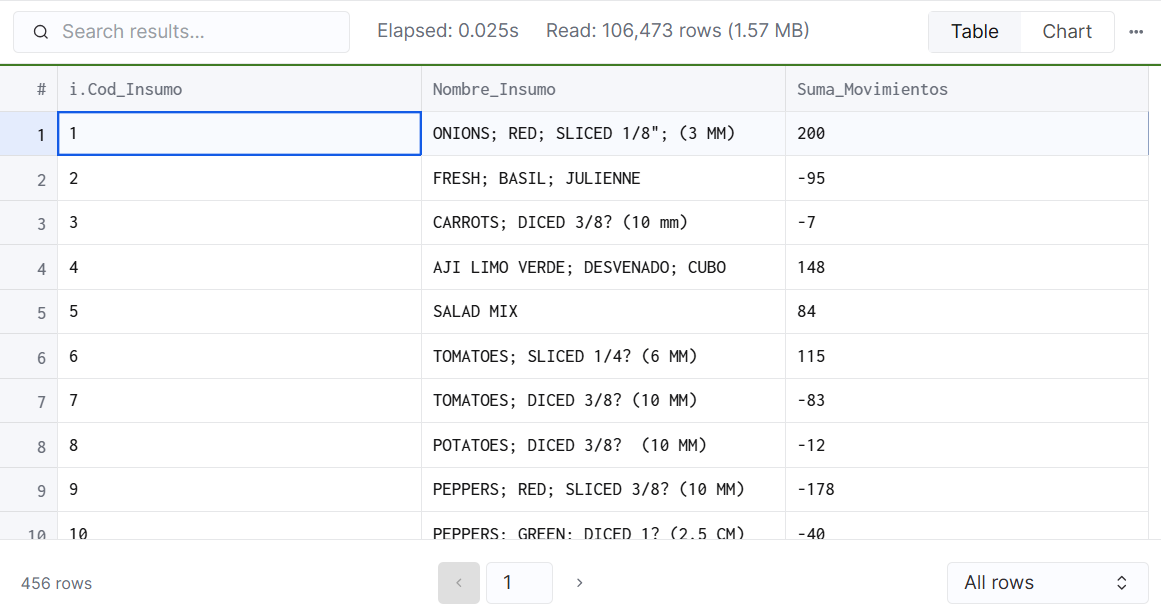 Search results... Elapsed: 0.025s Read: 106,473 rows (1.57 MB) Table Chart ...
# i.Cod_Insumo Nombre_Insumo Suma_Movimientos
1 1 ONIONS; RED; SLICED 1/8"; (3 MM) 200
2 2 FRESH; BASIL; JULIENNE -95
3 3 CARROTS; DICED 3/8? (10 mm) -7
4 4 AJI LIMO VERDE; DESVENADO; CUBO 148
5 5 SALAD MIX 84
6 6 TOMATOES; SLICED 1/4? (6 MM) 115
7 7 TOMATOES; DICED 3/8? (10 MM) -83
8 8 POTATOES; DICED 3/8?  (10 MM) -12
9 9 PEPPERS; RED; SLICED 3/8? (10 MM) -178
10 10 PEPPERS; GREEN; DICED 1? (2.5 CM) -40
456 rows ‹ 1 › All rows